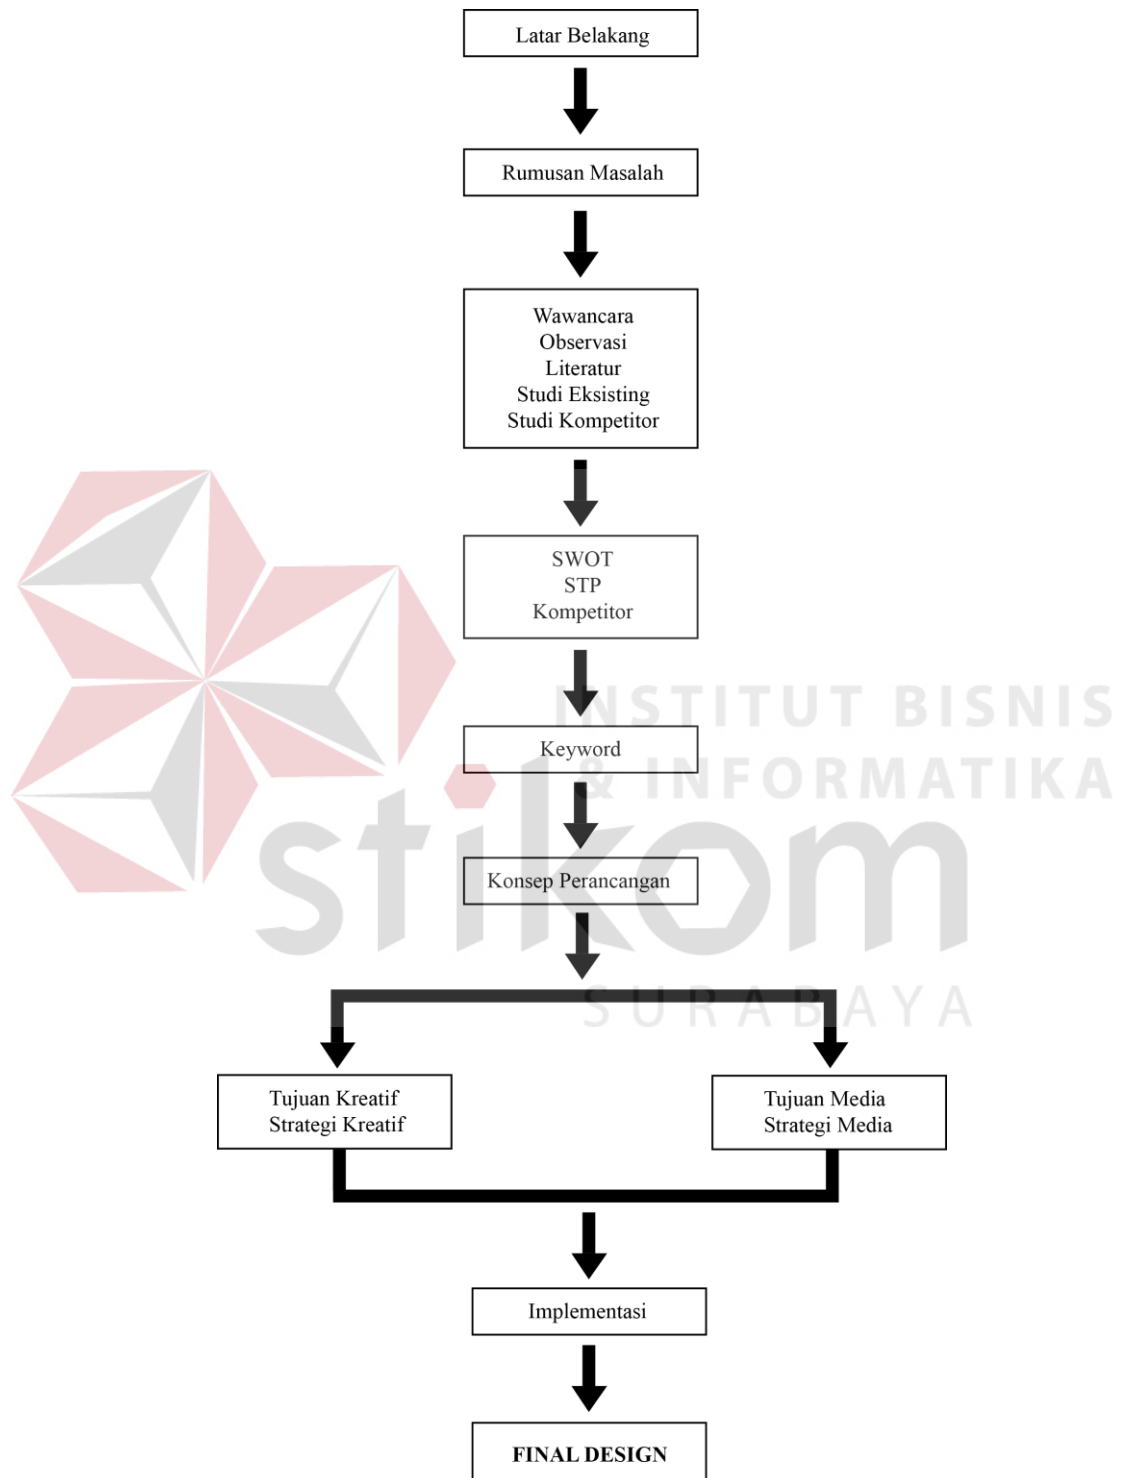 Latar Belakang
Rumusan Masalah
Wawancara
Observasi
Literatur
Studi Eksisting
Studi Kompetitor
SWOT
STP
Kompetitor
INSTITUT BISNIS
Keyword
& INFORMATIKA
stikom
Konsep Perancangan
SURABAYA
Tujuan Kreatif
Strategi Kreatif
Tujuan Media
Strategi Media
Implementasi
FINAL DESIGN